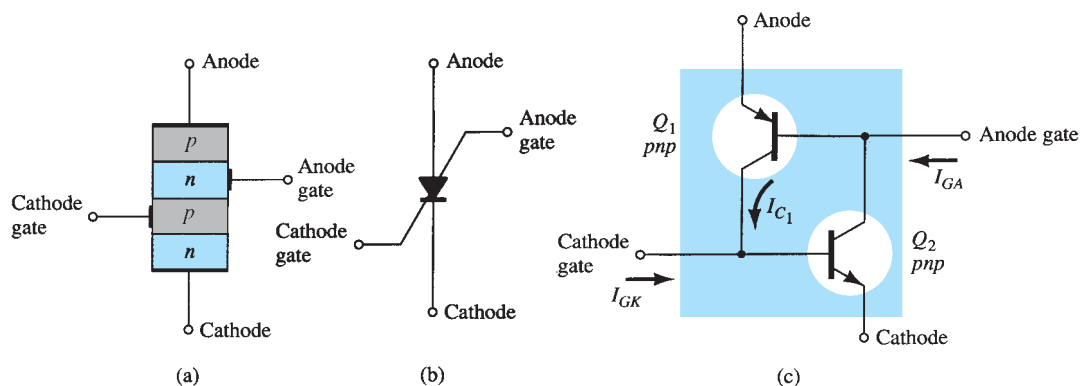 Anode
p
n
p
n
Anode
gate
Cathode
gate
Cathode
(a)
Anode
Anode
gate
Cathode
gate
Cathode
(b)
Anode
Q1
pnp
Anode gate
IGA
IC1
Cathode
gate
IGK
Q2
pnp
Cathode
(c)